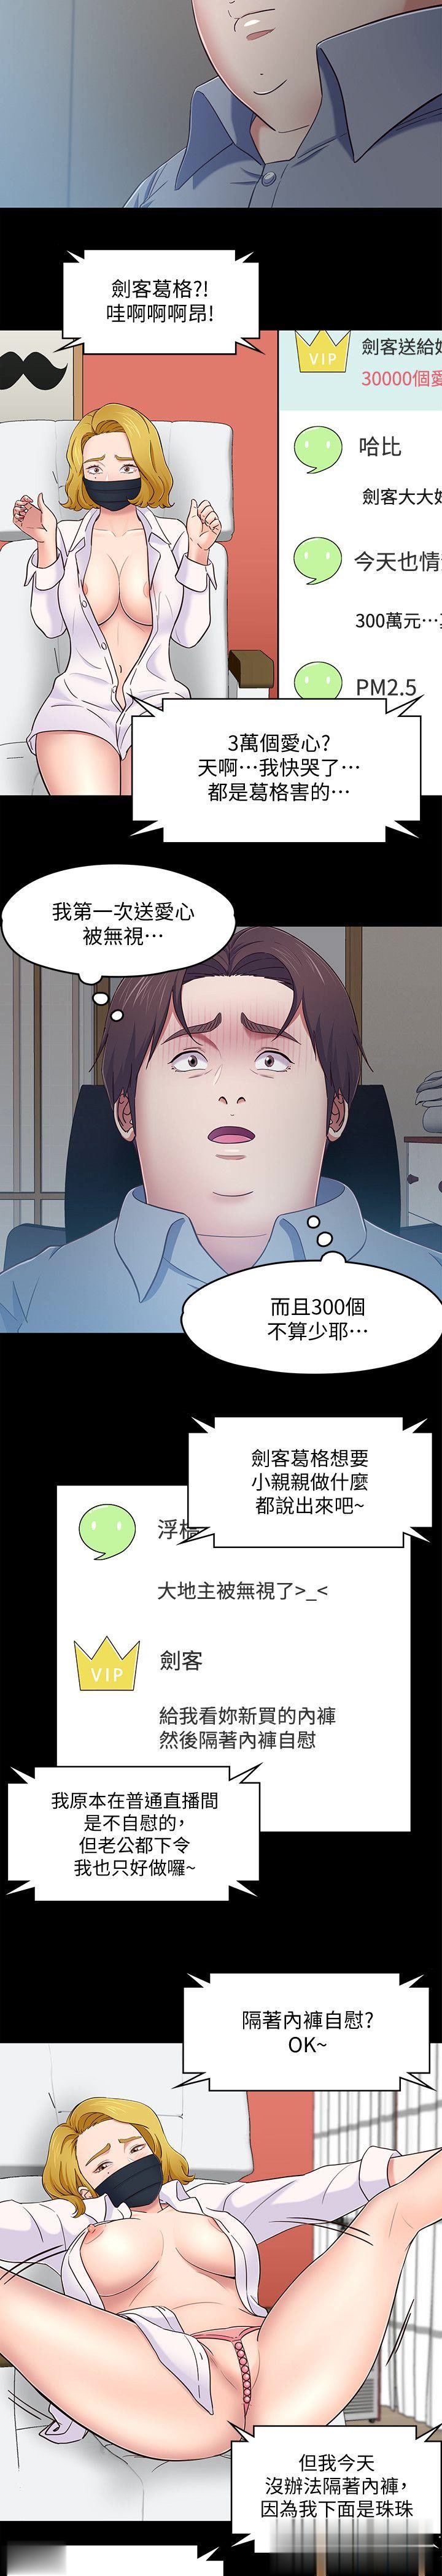 劍客葛格?!
哇啊啊啊昂!
VIP
劍客送給
30000個愛
哈比
劍客大大
今天也情
300萬元…
PM2.5
3萬個愛心?
天啊…我快哭了…
都是葛格害的…
我第一次送愛心
被無視…
而且300個
不算少耶…
劍客葛格想要
小親親做什麼
都說出來吧~
浮
大地主被無視了>_<
VIP
劍客
給我看妳新買的內褲
然後隔著內褲自慰
我原本在普通直播間
是不自慰的,
但老公都下令
我也只好做囉~
隔著內褲自慰?
OK~
但我今天
沒辦法隔著內褲,
因為我下面是珠珠